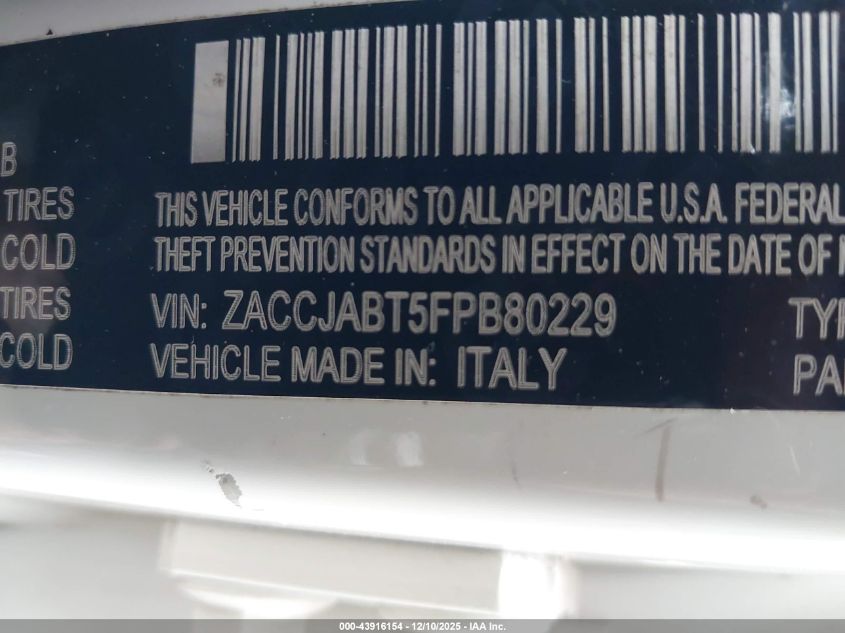 B
TIRES
COLD
TIRES
COLD
THIS VEHICLE CONFORMS TO ALL APPLICABLE U.S.A. FEDERAL
THEFT PREVENTION STANDARDS IN EFFECT ON THE DATE OF
VIN: ZACCJABT5FPB80229
VEHICLE MADE IN: ITALY
000-43916154 - 12/10/2025 - IAA Inc.